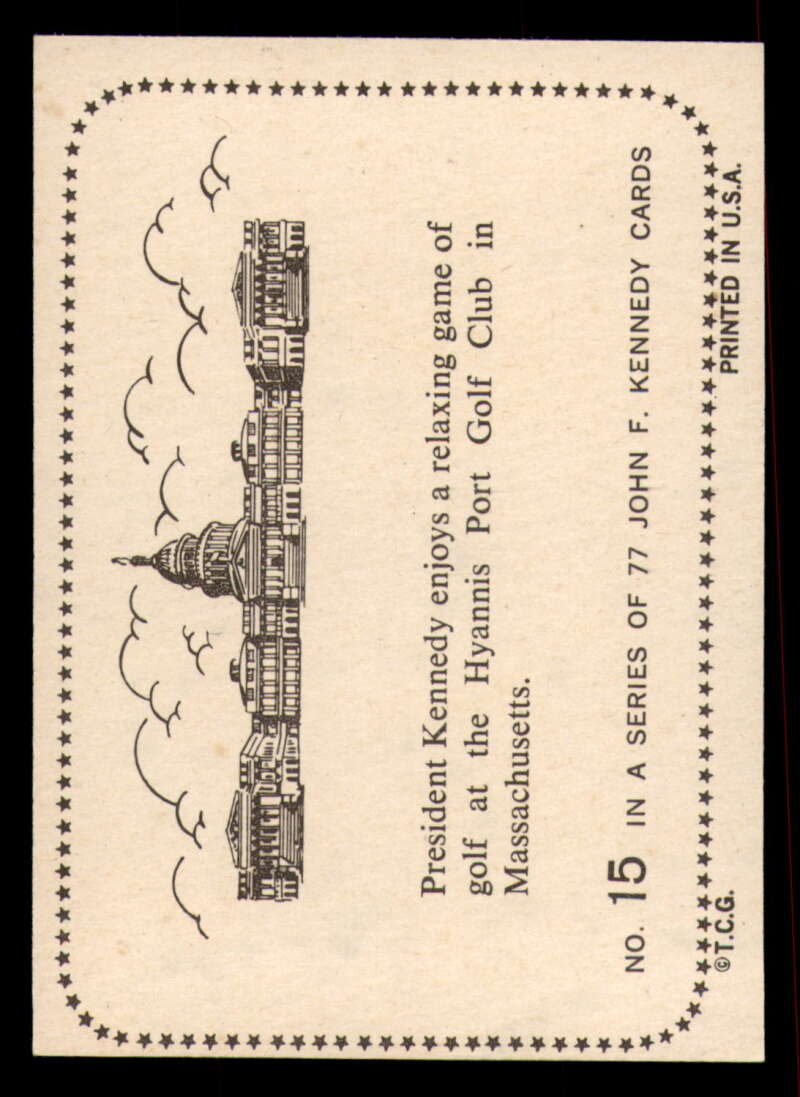 President Kennedy enjoys a relaxing game of
golf at the Hyannis Port Golf Club in
Massachusetts.
NO. 15 IN A SERIES OF 77 JOHN F. KENNEDY CARDS
©T.C.G. PRINTED IN U.S.A.